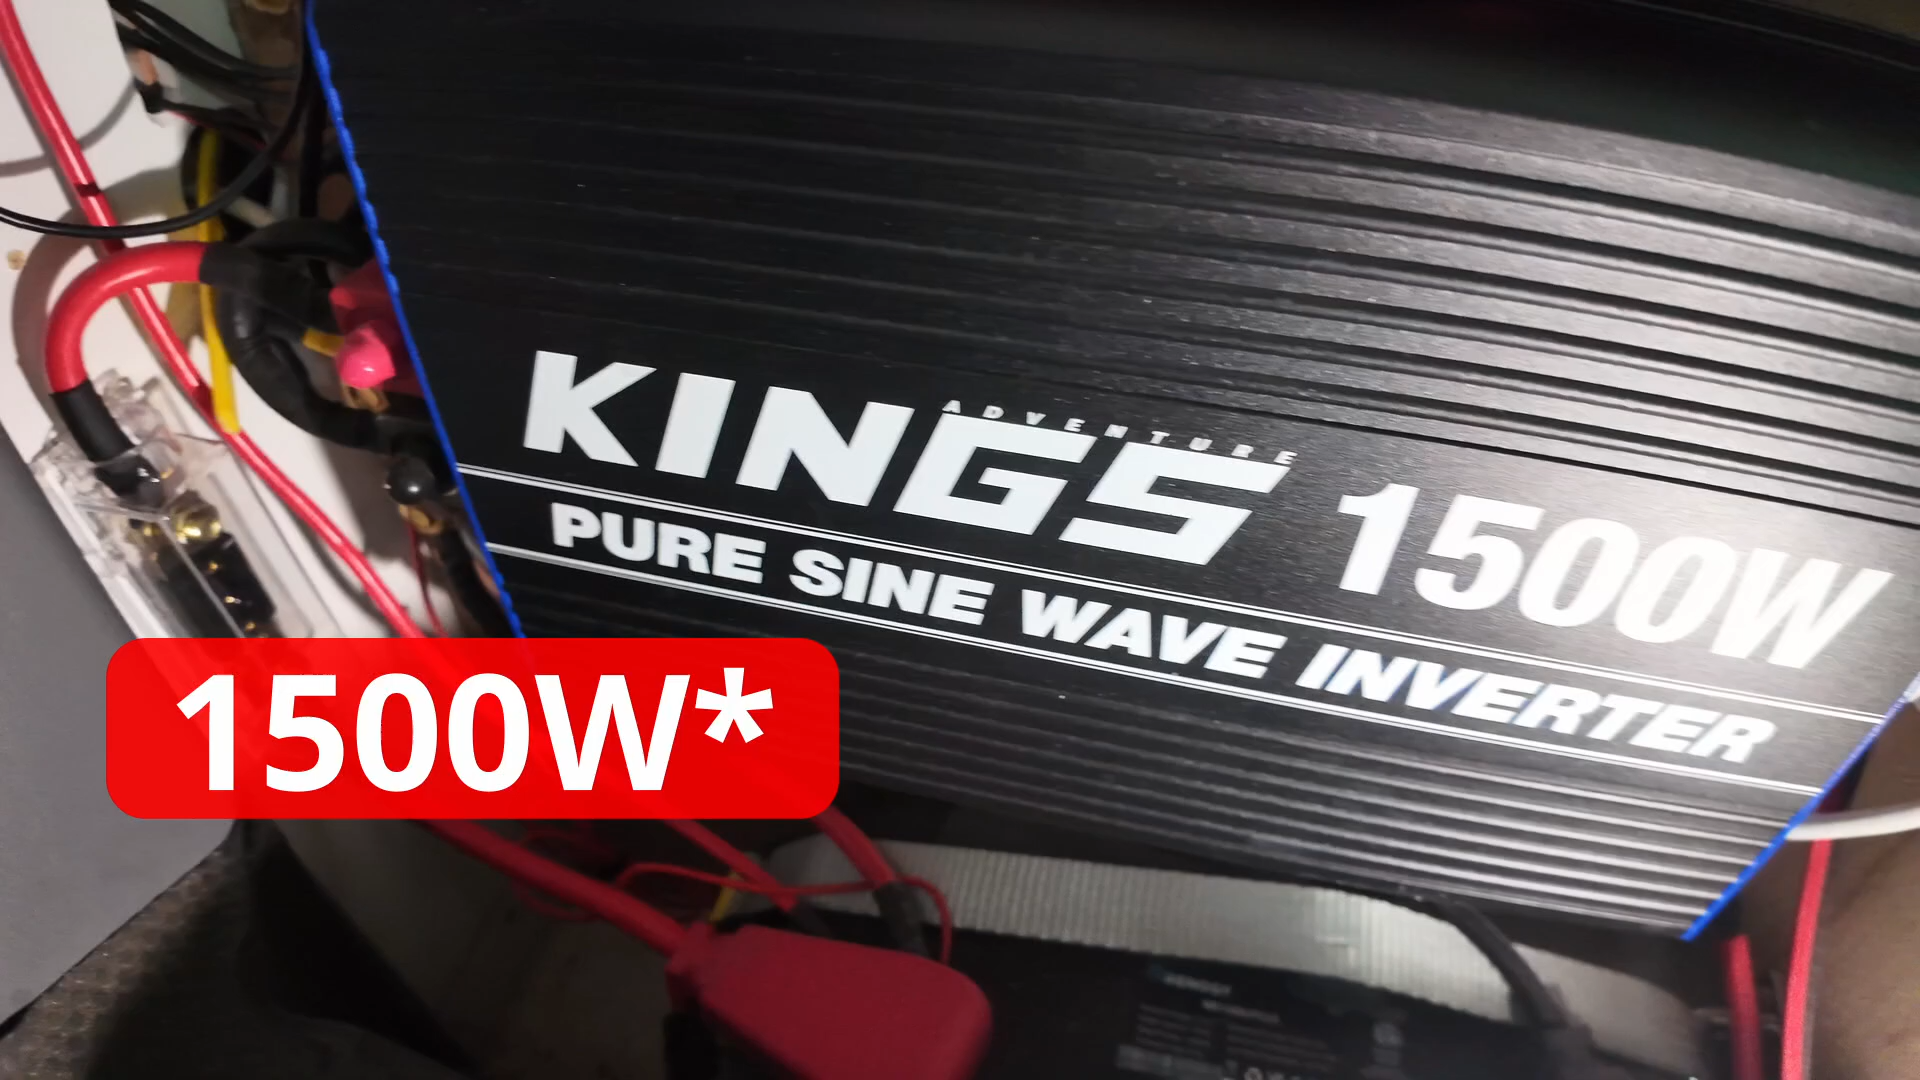 ADVENTURE
KINGS 1500W
PURE SINE WAVE INVERTER
1500W*